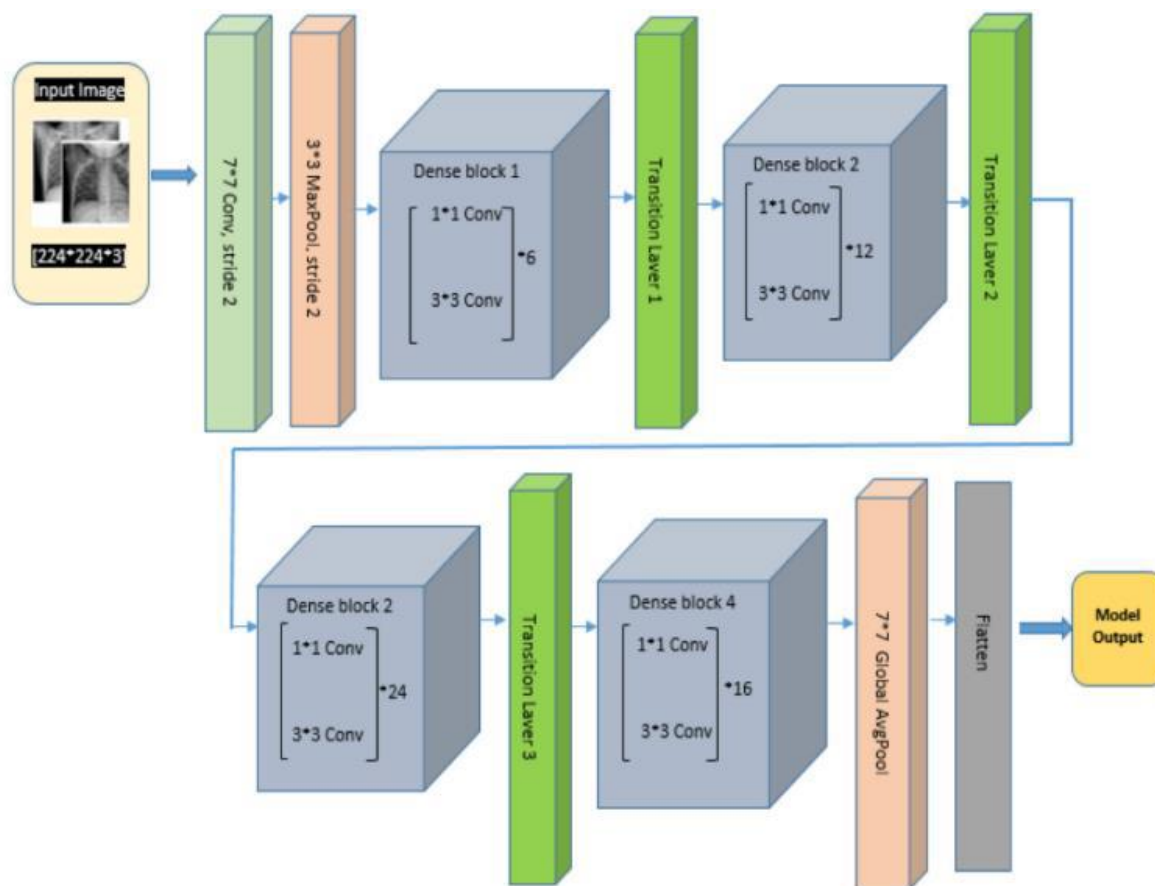 Input Image
[224*224*3]
7*7 Conv, stride 2
3*3 MaxPool, stride 2
Dense block 1
1*1 Conv
*6
3*3 Conv
Transition Layer 1
Dense block 2
1*1 Conv
*12
3*3 Conv
Transition Layer 2
Dense block 2
1*1 Conv
*24
3*3 Conv
Transition Layer 3
Dense block 4
1*1 Conv
*16
3*3 Conv
7*7 Global AvgPool
Flatten
Model
Output